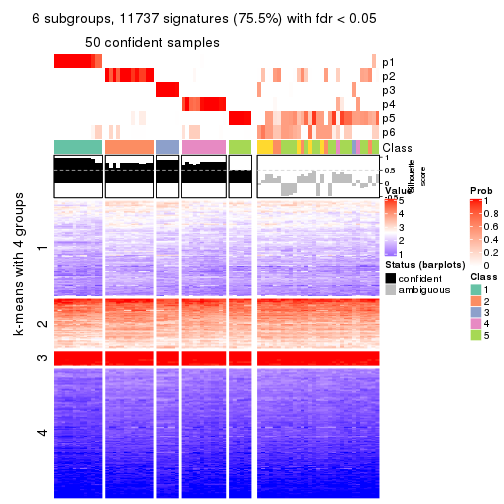 6 subgroups, 11737 signatures (75.5%) with fdr < 0.05
50 confident samples
p1
p2
p3
p4
p5
p6
Class
1
0.5
0
-0.5
Silhouette
score
k-means with 4 groups
1
2
3
4
Value
5
4
3
2
1
Status (barplots)
confident
ambiguous
Prob
1
0.8
0.6
0.4
0.2
0
Class
1
2
3
4
5